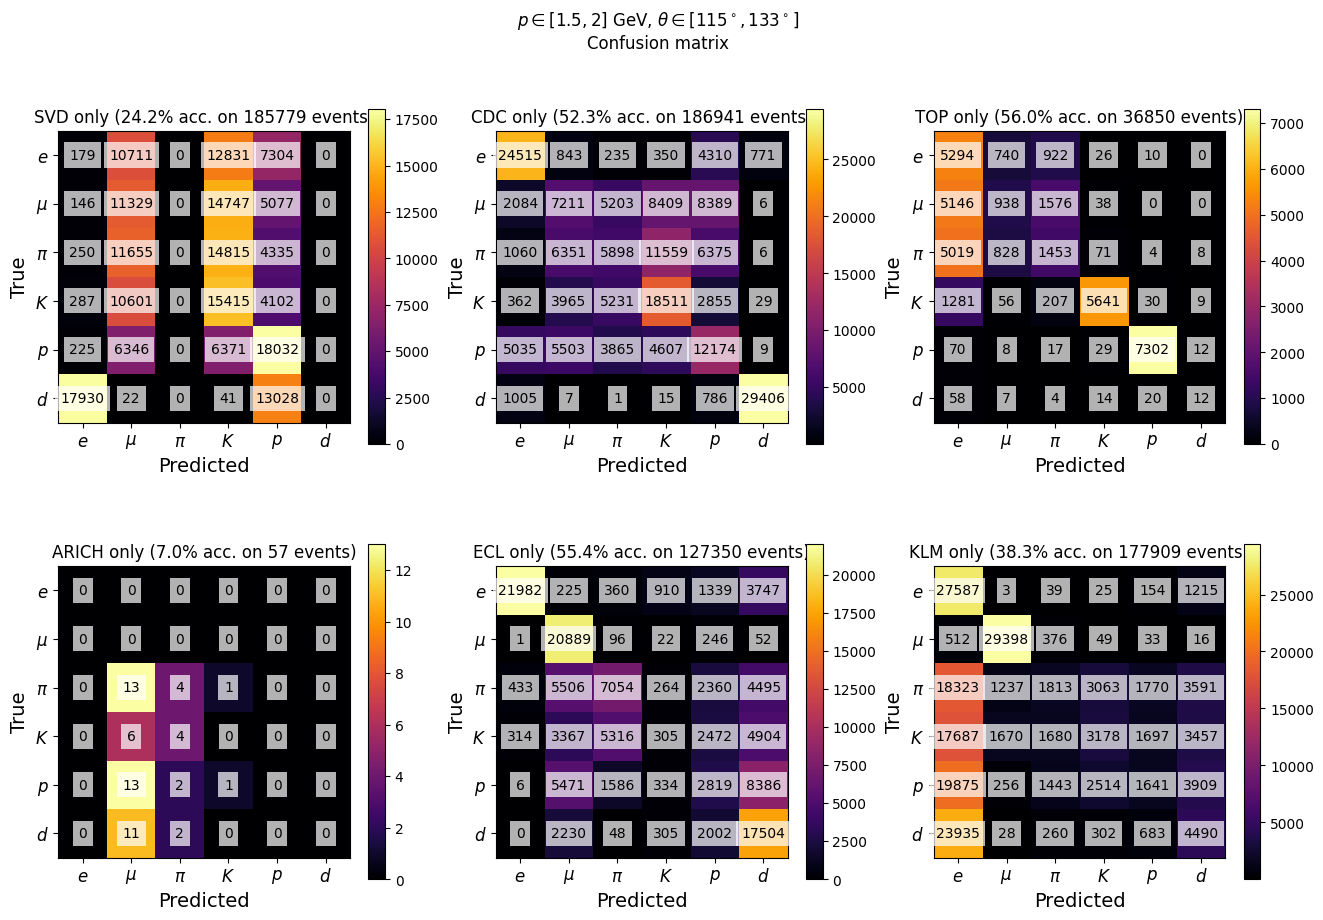 p ∈ [1.5, 2] GeV, θ ∈ [115°, 133°]
Confusion matrix
SVD only (24.2% acc. on 185779 events
True
e 179 10711 0 12831 7304 0
μ 146 11329 0 14747 5077 0
π 250 11655 0 14815 4335 0
K 287 10601 0 15415 4102 0
p 225 6346 0 6371 18032 0
d 17930 22 0 41 13028 0
e μ π K p d
Predicted
17500
15000
12500
10000
7500
5000
2500
0
CDC only (52.3% acc. on 186941 events
True
e 24515 843 235 350 4310 771
μ 2084 7211 5203 8409 8389 6
π 1060 6351 5898 11559 6375 6
K 362 3965 5231 18511 2855 29
p 5035 5503 3865 4607 12174 9
d 1005 7 1 15 786 29406
e μ π K p d
Predicted
25000
20000
15000
10000
5000
TOP only (56.0% acc. on 36850 events)
True
e 5294 740 922 26 10 0
μ 5146 938 1576 38 0 0
π 5019 828 1453 71 4 8
K 1281 56 207 5641 30 9
p 70 8 17 29 7302 12
d 58 7 4 14 20 12
e μ π K p d
Predicted
7000
6000
5000
4000
3000
2000
1000
0
ARICH only (7.0% acc. on 57 events)
True
e 0 0 0 0 0 0
μ 0 0 0 0 0 0
π 0 13 4 1 0 0
K 0 6 4 0 0 0
p 0 13 2 1 0 0
d 0 11 2 0 0 0
e μ π K p d
Predicted
12
10
8
6
4
2
0
ECL only (55.4% acc. on 127350 events)
True
e 21982 225 360 910 1339 3747
μ 1 20889 96 22 246 52
π 433 5506 7054 264 2360 4495
K 314 3367 5316 305 2472 4904
p 6 5471 1586 334 2819 8386
d 0 2230 48 305 2002 17504
e μ π K p d
Predicted
20000
17500
15000
12500
10000
7500
5000
2500
0
KLM only (38.3% acc. on 177909 events
True
e 27587 3 39 25 154 1215
μ 512 29398 376 49 33 16
π 18323 1237 1813 3063 1770 3591
K 17687 1670 1680 3178 1697 3457
p 19875 256 1443 2514 1641 3909
d 23935 28 260 302 683 4490
e μ π K p d
Predicted
25000
20000
15000
10000
5000